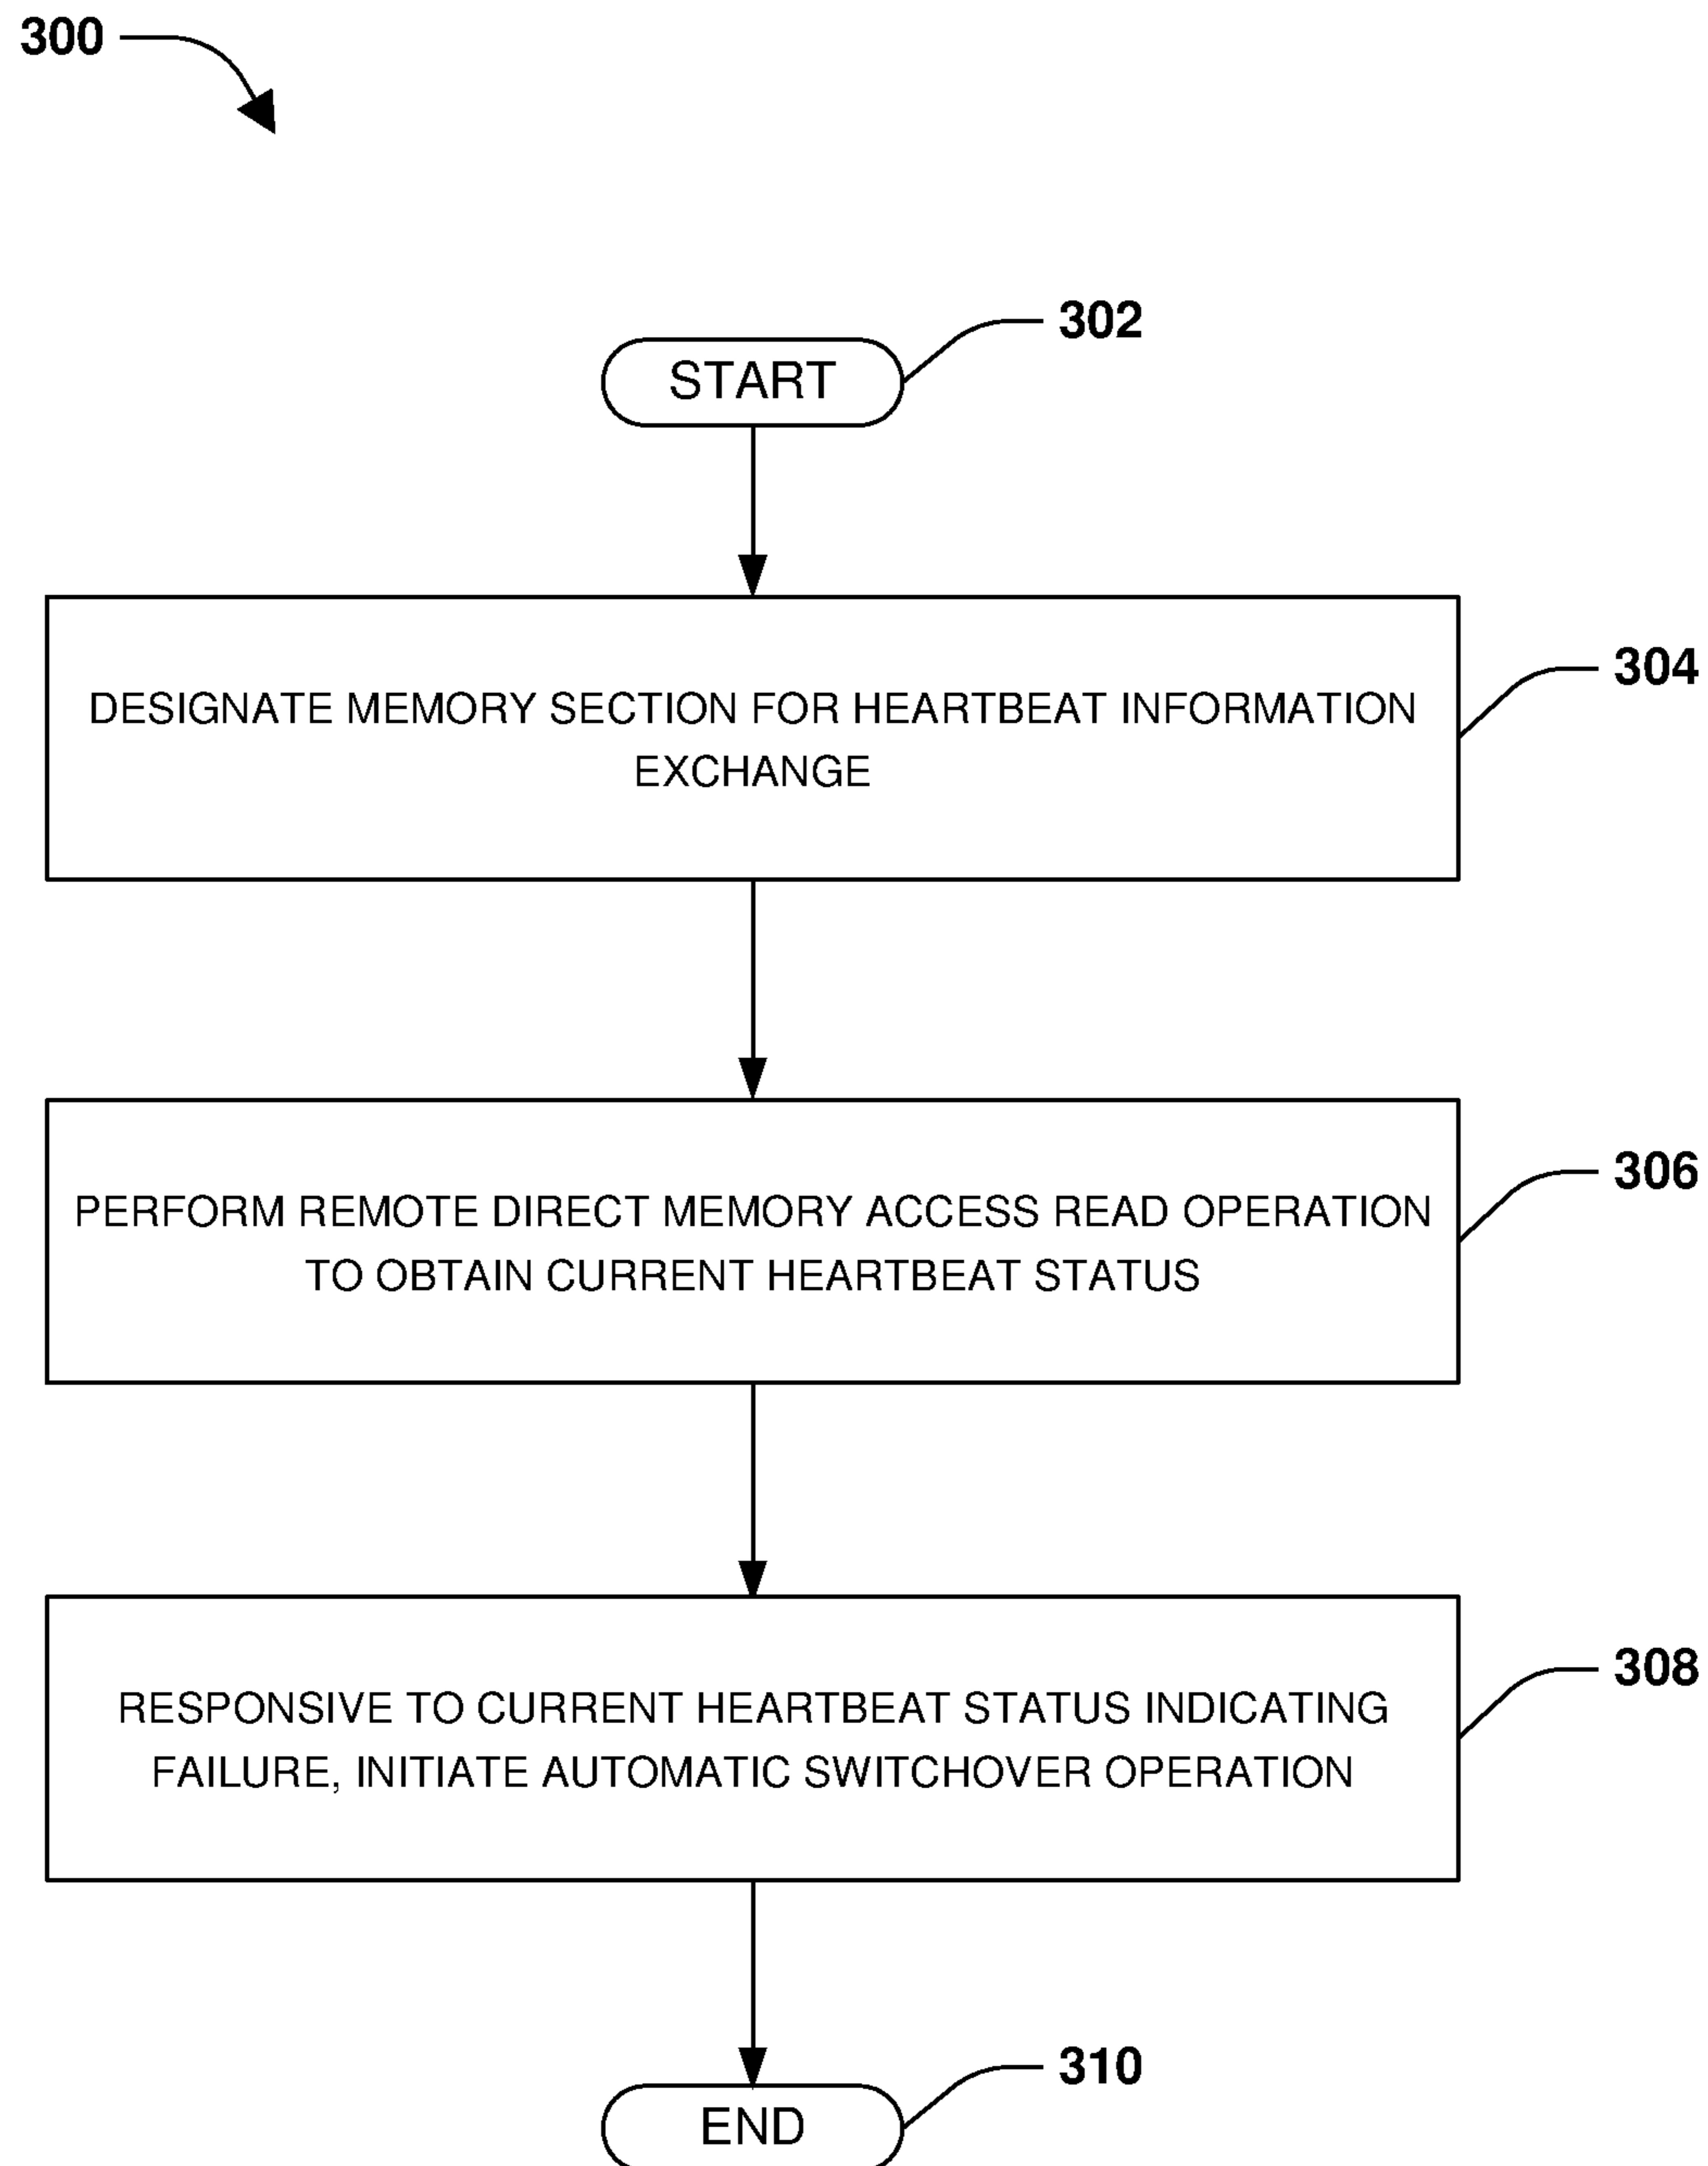 300
302
START
304
DESIGNATE MEMORY SECTION FOR HEARTBEAT INFORMATION
EXCHANGE
306
PERFORM REMOTE DIRECT MEMORY ACCESS READ OPERATION
TO OBTAIN CURRENT HEARTBEAT STATUS
308
RESPONSIVE TO CURRENT HEARTBEAT STATUS INDICATING
FAILURE, INITIATE AUTOMATIC SWITCHOVER OPERATION
310
END